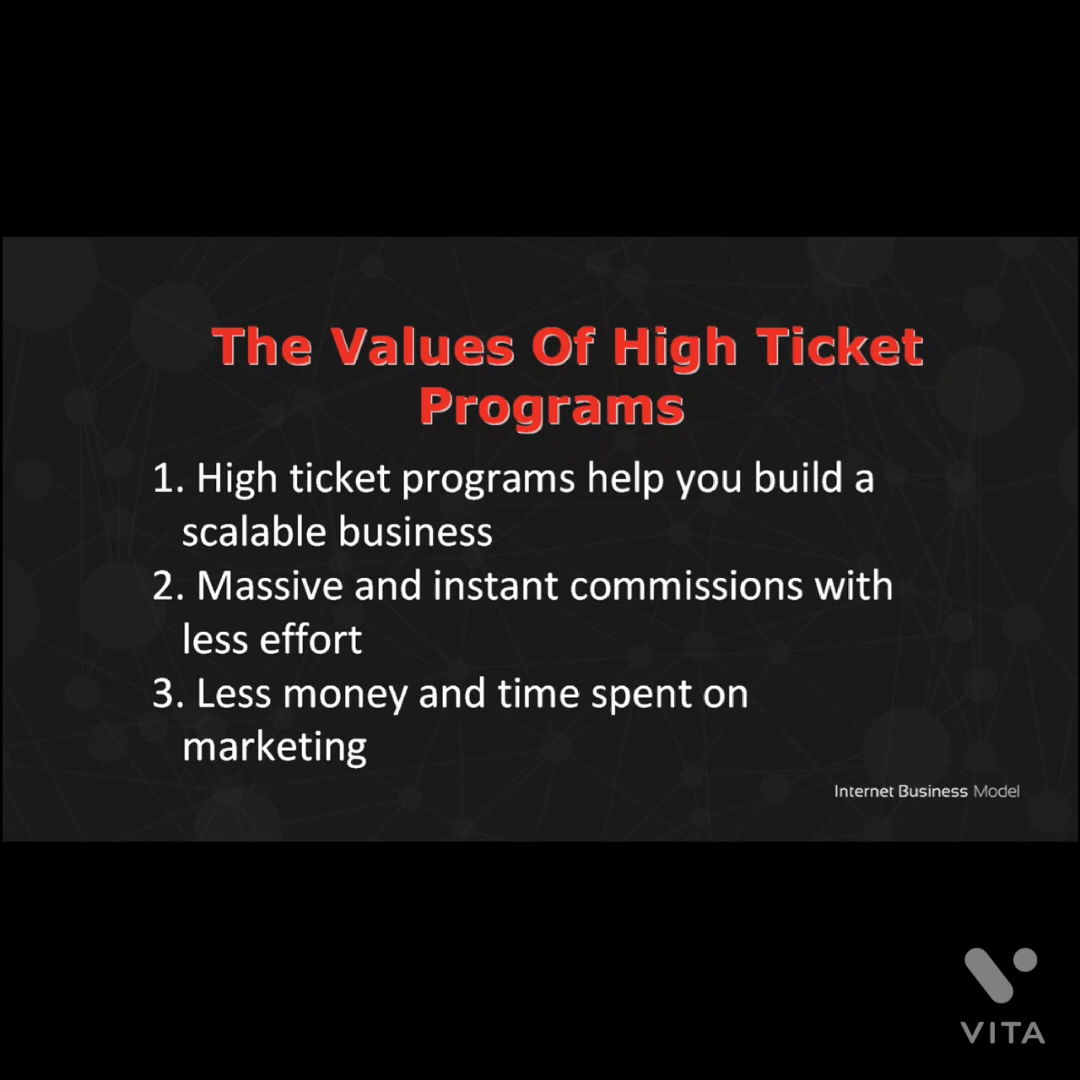 The Values Of High Ticket
Programs
1. High ticket programs help you build a
scalable business
2. Massive and instant commissions with
less effort
3. Less money and time spent on
marketing
Internet Business Model
VITA